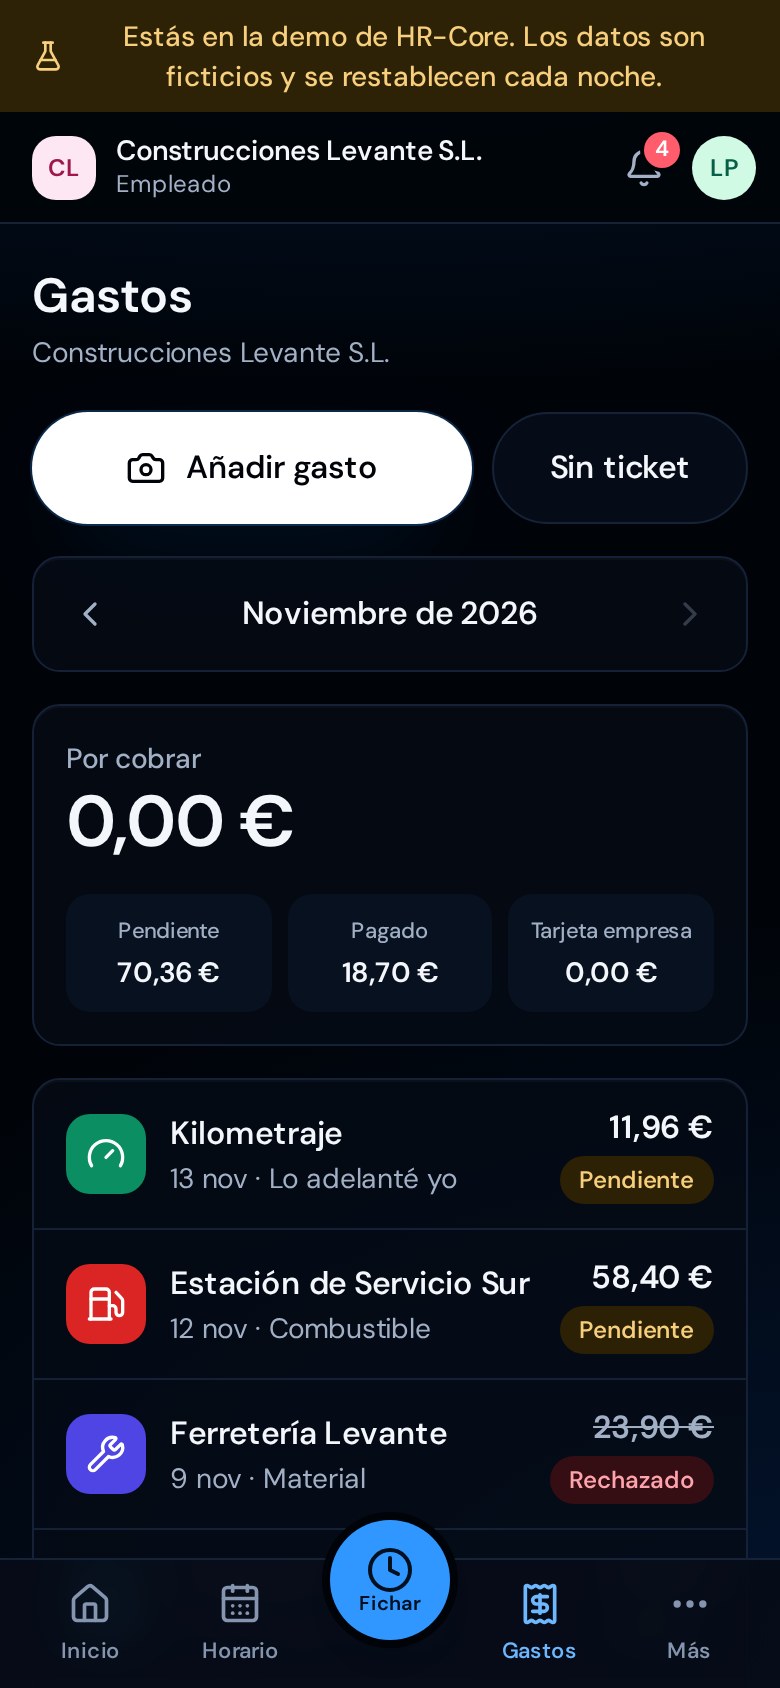 Estás en la demo de HR-Core. Los datos son
ficticios y se restablecen cada noche.
CL
Construcciones Levante S.L.
Empleado
4
LP
Gastos
Construcciones Levante S.L.
Añadir gasto
Sin ticket
Noviembre de 2026
Por cobrar
0,00 €
Pendiente
70,36 €
Pagado
18,70 €
Tarjeta empresa
0,00 €
Kilometraje
11,96 €
13 nov · Lo adelanté yo
Pendiente
Estación de Servicio Sur
58,40 €
12 nov · Combustible
Pendiente
Ferretería Levante
23,90 €
9 nov · Material
Rechazado
Inicio
Horario
Fichar
Gastos
Más